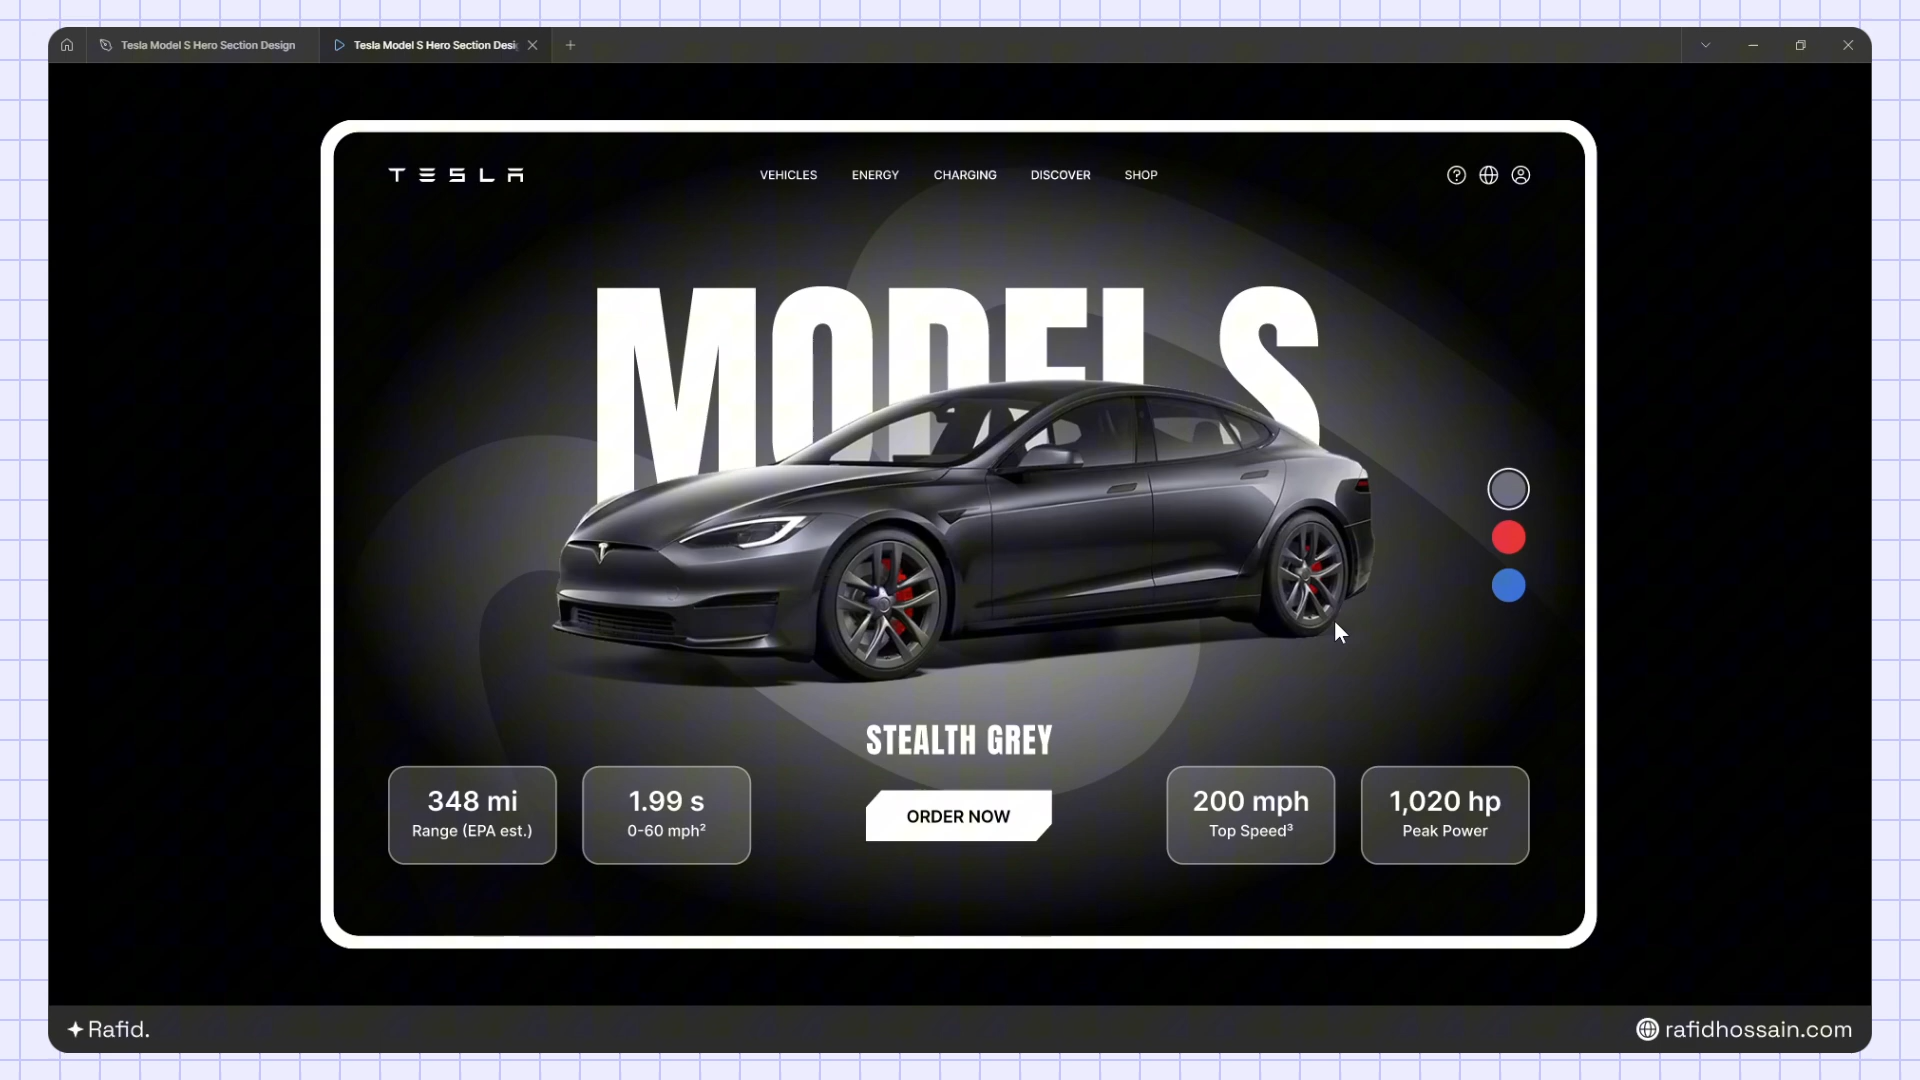 Tesla Model S Hero Section Design
Tesla Model S Hero Section Desi
TESLA
VEHICLES ENERGY CHARGING DISCOVER SHOP
MODEL S
STEALTH GREY
348 mi
Range (EPA est.)
1.99 s
0-60 mph²
ORDER NOW
200 mph
Top Speed³
1,020 hp
Peak Power
Rafid.
rafidhossain.com